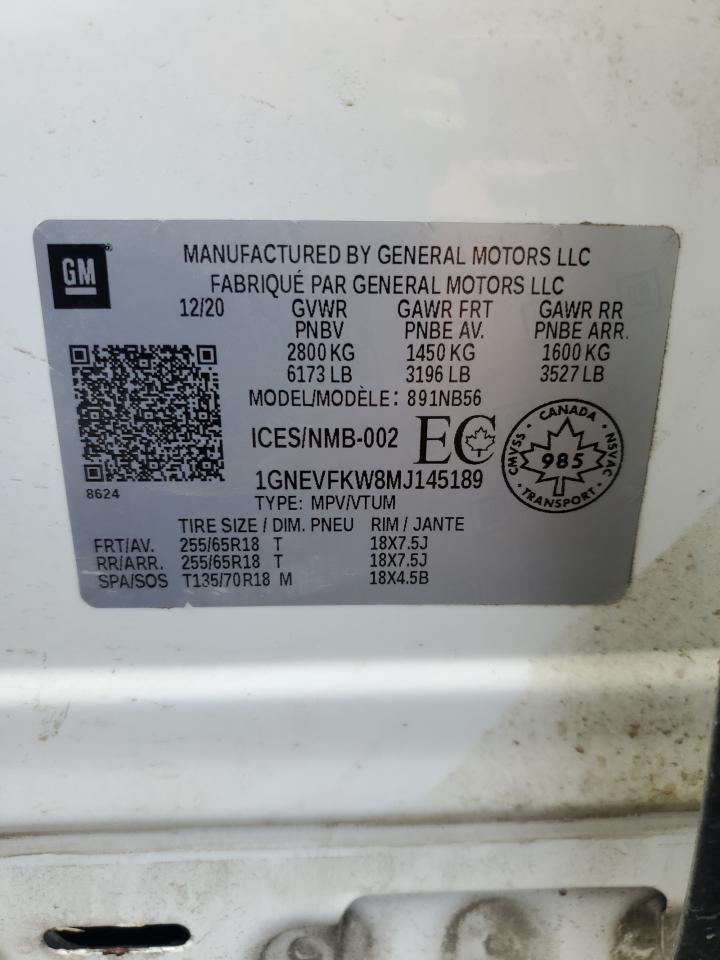 GM
MANUFACTURED BY GENERAL MOTORS LLC
FABRIQUÉ PAR GENERAL MOTORS LLC
12/20 GVWR GAWR FRT GAWR RR
PNBV PNBE AV. PNBE ARR.
2800 KG 1450 KG 1600 KG
6173 LB 3196 LB 3527 LB
MODEL/MODÈLE: 891NB56
ICES/NMB-002 EC
CMVSS • CANADA • TRANSPORT •
985
1GNEVFKW8MJ145189
8624
TYPE: MPV/VTUM
TIRE SIZE / DIM. PNEU RIM / JANTE
FRT/AV. 255/65R18 T 18X7.5J
RR/ARR. 255/65R18 T 18X7.5J
SPA/SOS T135/70R18 M 18X4.5B